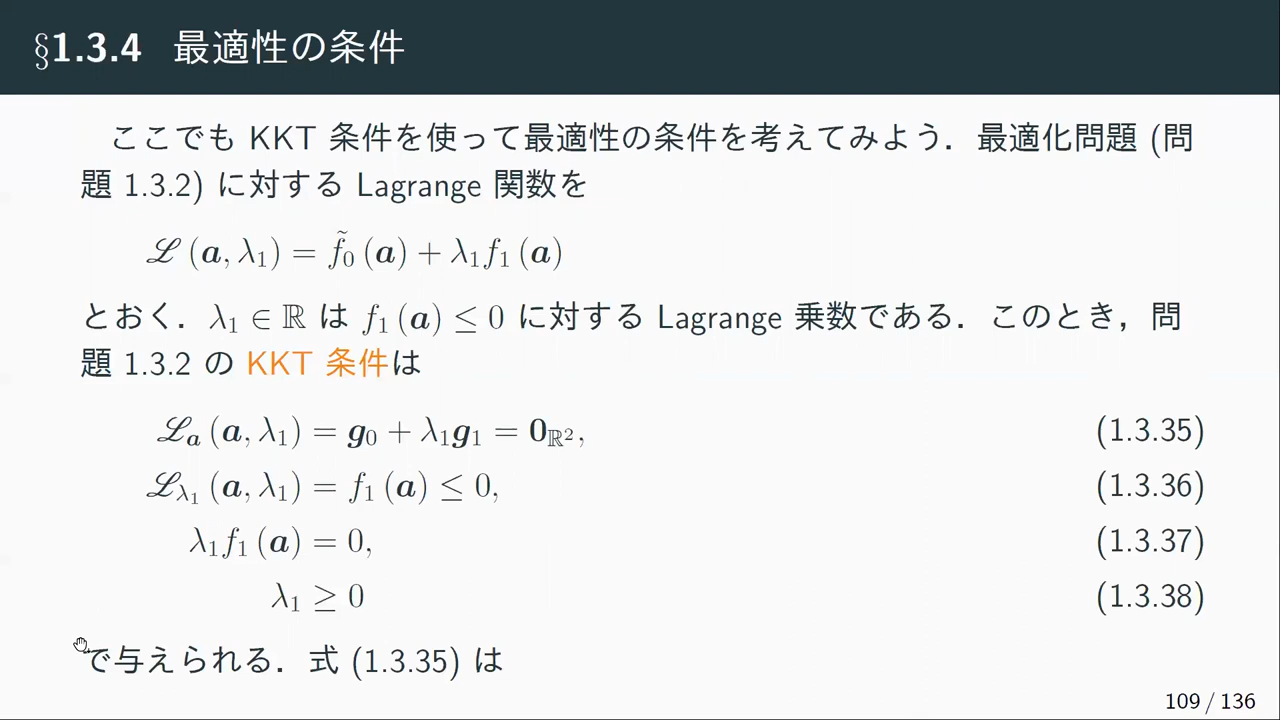 §1.3.4 最適性の条件
ここでも KKT 条件を使って最適性の条件を考えてみよう．最適化問題 (問
題 1.3.2) に対する Lagrange 関数を
ℒ (𝒂, λ₁) = f̃₀ (𝒂) + λ₁f₁ (𝒂)
とおく．λ₁ ∈ ℝ は f₁ (𝒂) ≤ 0 に対する Lagrange 乗数である．このとき，問
題 1.3.2 の KKT 条件は
ℒ_𝒂 (𝒂, λ₁) = 𝒈₀ + λ₁𝒈₁ = 𝟎_ℝ², (1.3.35)
ℒ_λ₁ (𝒂, λ₁) = f₁ (𝒂) ≤ 0, (1.3.36)
λ₁f₁ (𝒂) = 0, (1.3.37)
λ₁ ≥ 0 (1.3.38)
で与えられる．式 (1.3.35) は
109 / 136